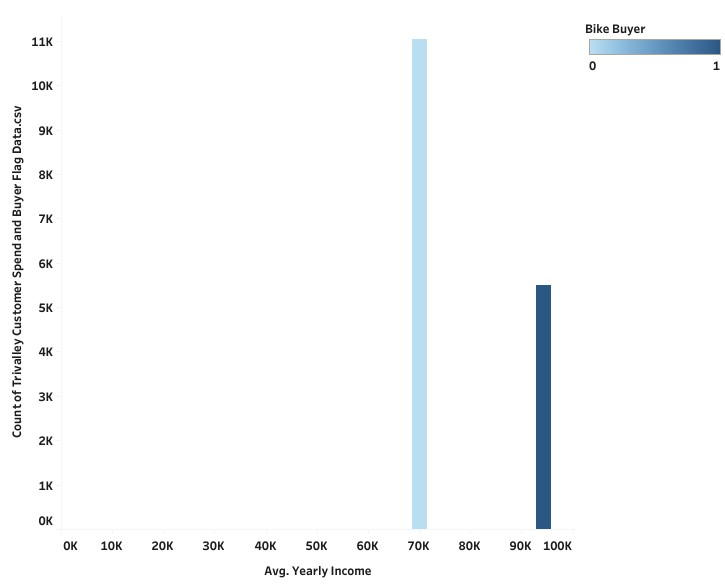 Bike Buyer
0 1
Count of Trivalley Customer Spend and Buyer Flag Data.csv
11K
10K
9K
8K
7K
6K
5K
4K
3K
2K
1K
0K
0K 10K 20K 30K 40K 50K 60K 70K 80K 90K 100K
Avg. Yearly Income